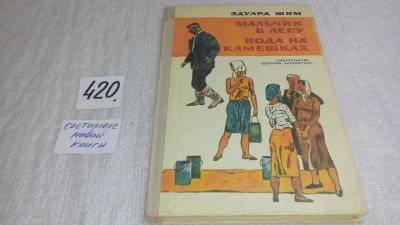 ЭДУАРД ШИМ
МАЛЬЧИК
В ЛЕСУ
ВОДА НА
КАМЕШКАХ
ИЗДАТЕЛЬСТВО
«ДЕТСКАЯ ЛИТЕРАТУРА»
420.
состояние
новой
книги